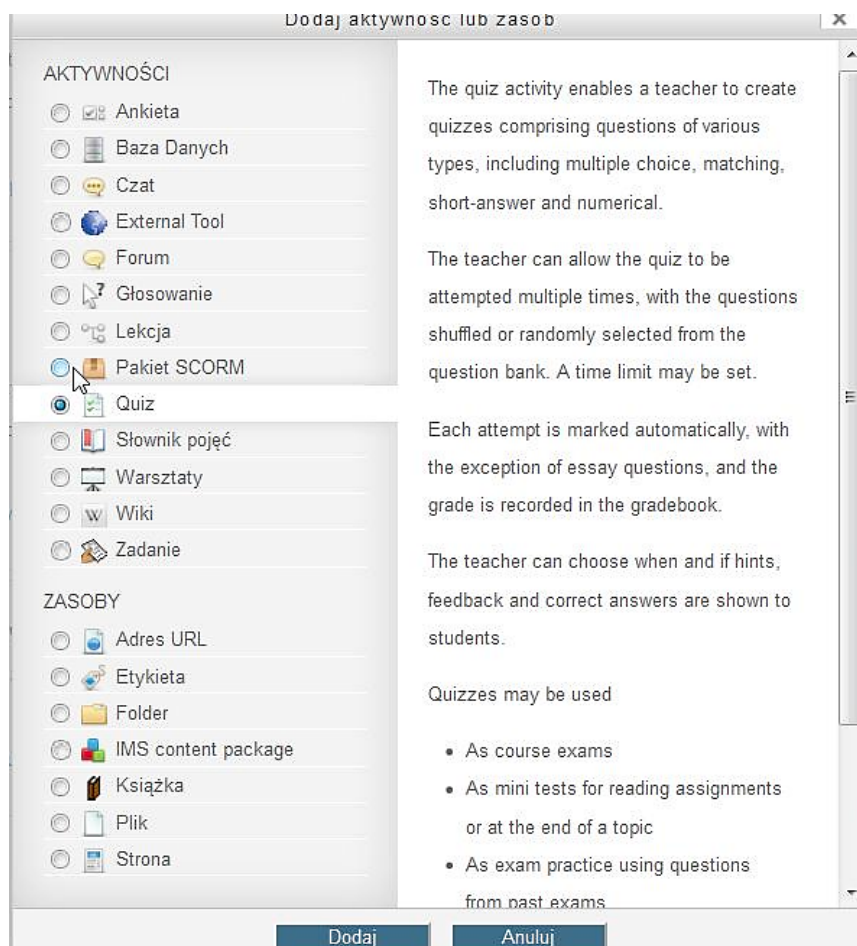 Dodaj aktywność lub zasób
AKTYWNOŚCI
Ankieta
Baza Danych
Czat
External Tool
Forum
Głosowanie
Lekcja
Pakiet SCORM
Quiz
Słownik pojęć
Warsztaty
Wiki
Zadanie
ZASOBY
Adres URL
Etykieta
Folder
IMS content package
Książka
Plik
Strona
The quiz activity enables a teacher to create
quizzes comprising questions of various
types, including multiple choice, matching,
short-answer and numerical.
The teacher can allow the quiz to be
attempted multiple times, with the questions
shuffled or randomly selected from the
question bank. A time limit may be set.
Each attempt is marked automatically, with
the exception of essay questions, and the
grade is recorded in the gradebook.
The teacher can choose when and if hints,
feedback and correct answers are shown to
students.
Quizzes may be used
• As course exams
• As mini tests for reading assignments
or at the end of a topic
• As exam practice using questions
from past exams
Dodaj
Anuluj